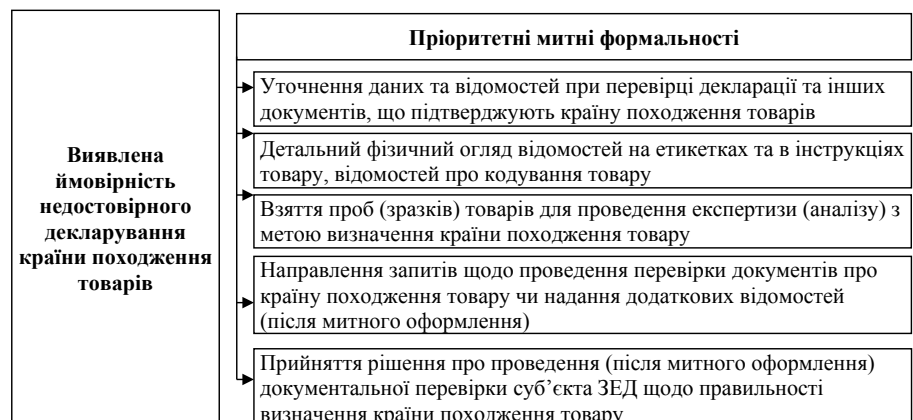 Виявлена
ймовірність
недостовірного
декларування
країни походження
товарів
Пріоритетні митні формальності
Уточнення даних та відомостей при перевірці декларації та інших
документів, що підтверджують країну походження товарів
Детальний фізичний огляд відомостей на етикетках та в інструкціях
товару, відомостей про кодування товару
Взяття проб (зразків) товарів для проведення експертизи (аналізу) з
метою визначення країни походження товару
Направлення запитів щодо проведення перевірки документів про
країну походження товару чи надання додаткових відомостей
(після митного оформлення)
Прийняття рішення про проведення (після митного оформлення)
документальної перевірки суб’єкта ЗЕД щодо правильності
визначення країни походження товару